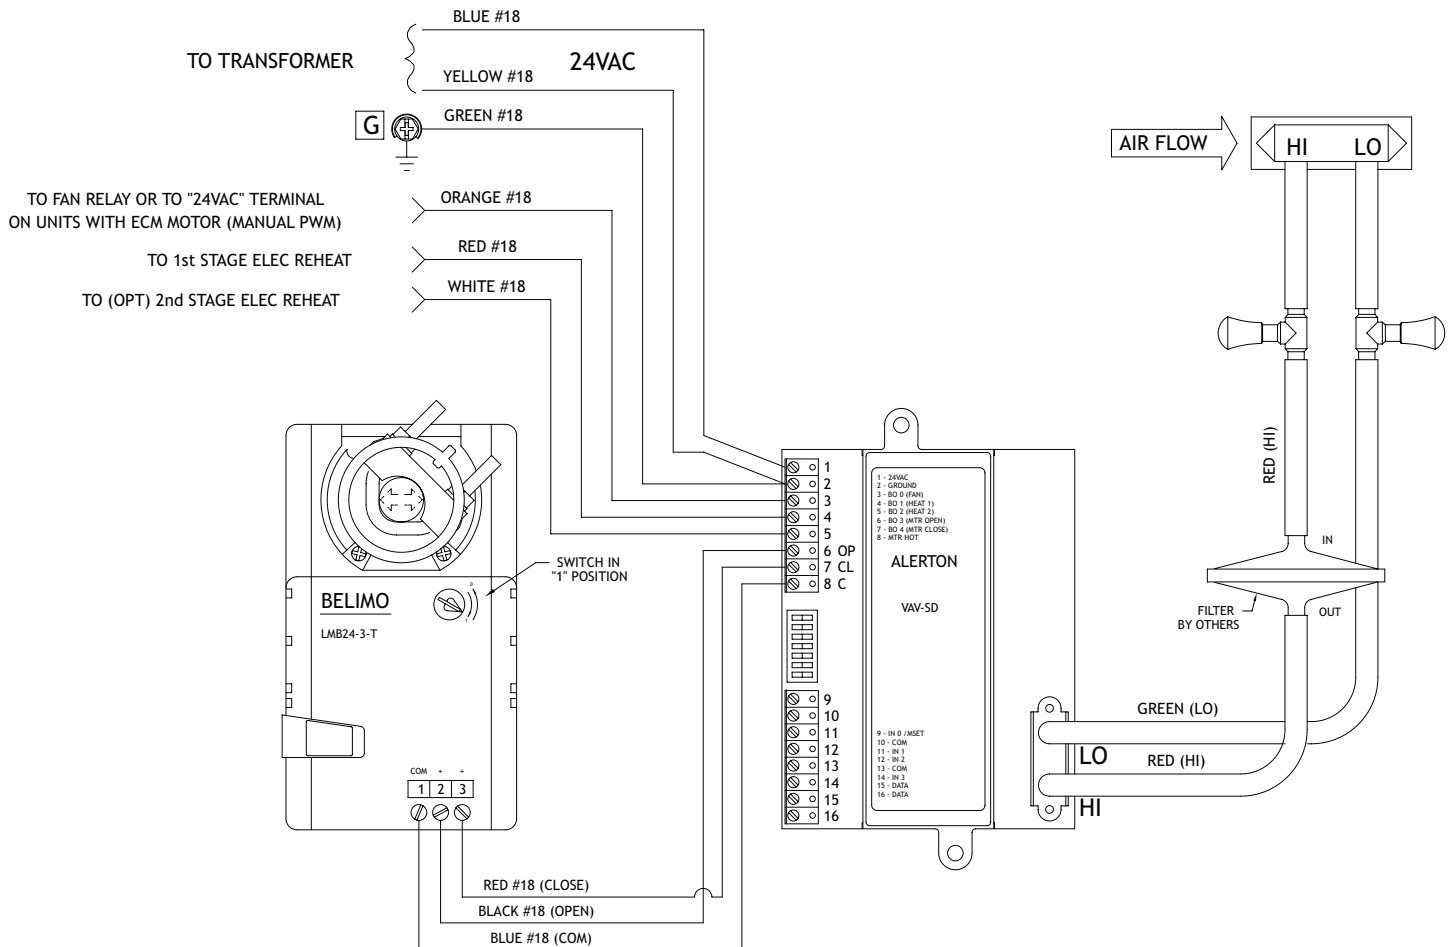 BLUE #18
TO TRANSFORMER
24VAC
YELLOW #18
G
GREEN #18
AIR FLOW
HI
LO
TO FAN RELAY OR TO "24VAC" TERMINAL
ON UNITS WITH ECM MOTOR (MANUAL PWM)
ORANGE #18
TO 1st STAGE ELEC REHEAT
RED #18
TO (OPT) 2nd STAGE ELEC REHEAT
WHITE #18
RED (HI)
1
2
3
4
5
6 OP
7 CL
8 C
1 - 24VAC
2 - GROUND
3 - BO 0 (FAN)
4 - BO 1 (HEAT 1)
5 - BO 2 (HEAT 2)
6 - BO 3 (MTR OPEN)
7 - BO 4 (MTR CLOSE)
8 - MTR HOT
ALERTON
VAV-SD
IN
OUT
FILTER
BY OTHERS
SWITCH IN
"1" POSITION
0
1
BELIMO
LMB24-3-T
9
10
11
12
13
14
15
16
9 - IN 0 /MSET
10 - COM
11 - IN 1
12 - IN 2
13 - COM
14 - IN 3
15 - DATA
16 - DATA
GREEN (LO)
LO
RED (HI)
HI
COM + +
1 2 3
RED #18 (CLOSE)
BLACK #18 (OPEN)
BLUE #18 (COM)